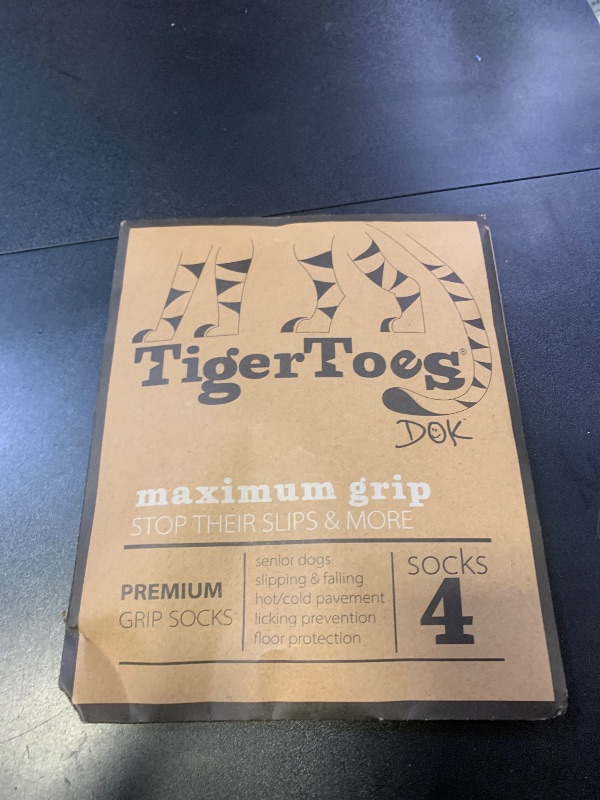 TigerToes®
DOK
maximum grip
STOP THEIR SLIPS & MORE
PREMIUM
GRIP SOCKS
senior dogs
slipping & falling
hot/cold pavement
licking prevention
floor protection
SOCKS
4